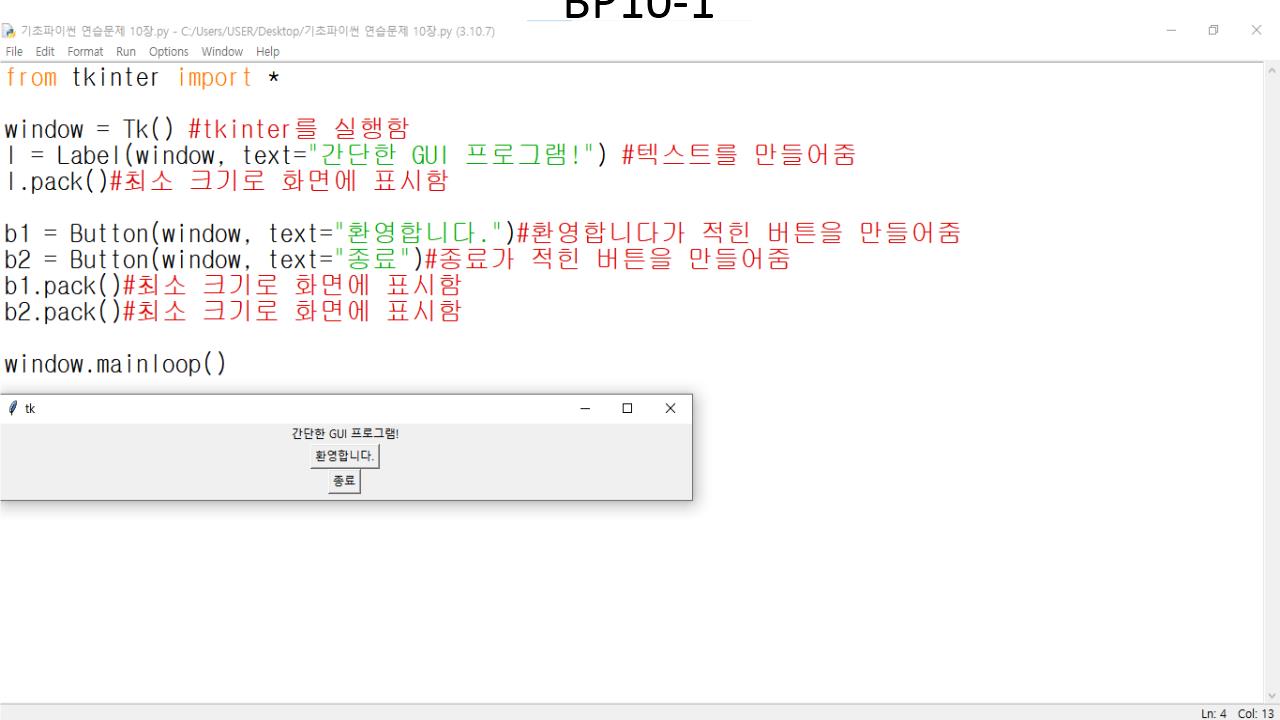 BP10-1
기초파이썬 연습문제 10장.py - C:/Users/USER/Desktop/기초파이썬 연습문제 10장.py (3.10.7)
File Edit Format Run Options Window Help
from tkinter import *
window = Tk() #tkinter를 실행함
l = Label(window, text="간단한 GUI 프로그램!") #텍스트를 만들어줌
l.pack()#최소 크기로 화면에 표시함
b1 = Button(window, text="환영합니다.")#환영합니다가 적힌 버튼을 만들어줌
b2 = Button(window, text="종료")#종료가 적힌 버튼을 만들어줌
b1.pack()#최소 크기로 화면에 표시함
b2.pack()#최소 크기로 화면에 표시함
window.mainloop()
tk
간단한 GUI 프로그램!
환영합니다.
종료
Ln: 4 Col: 13